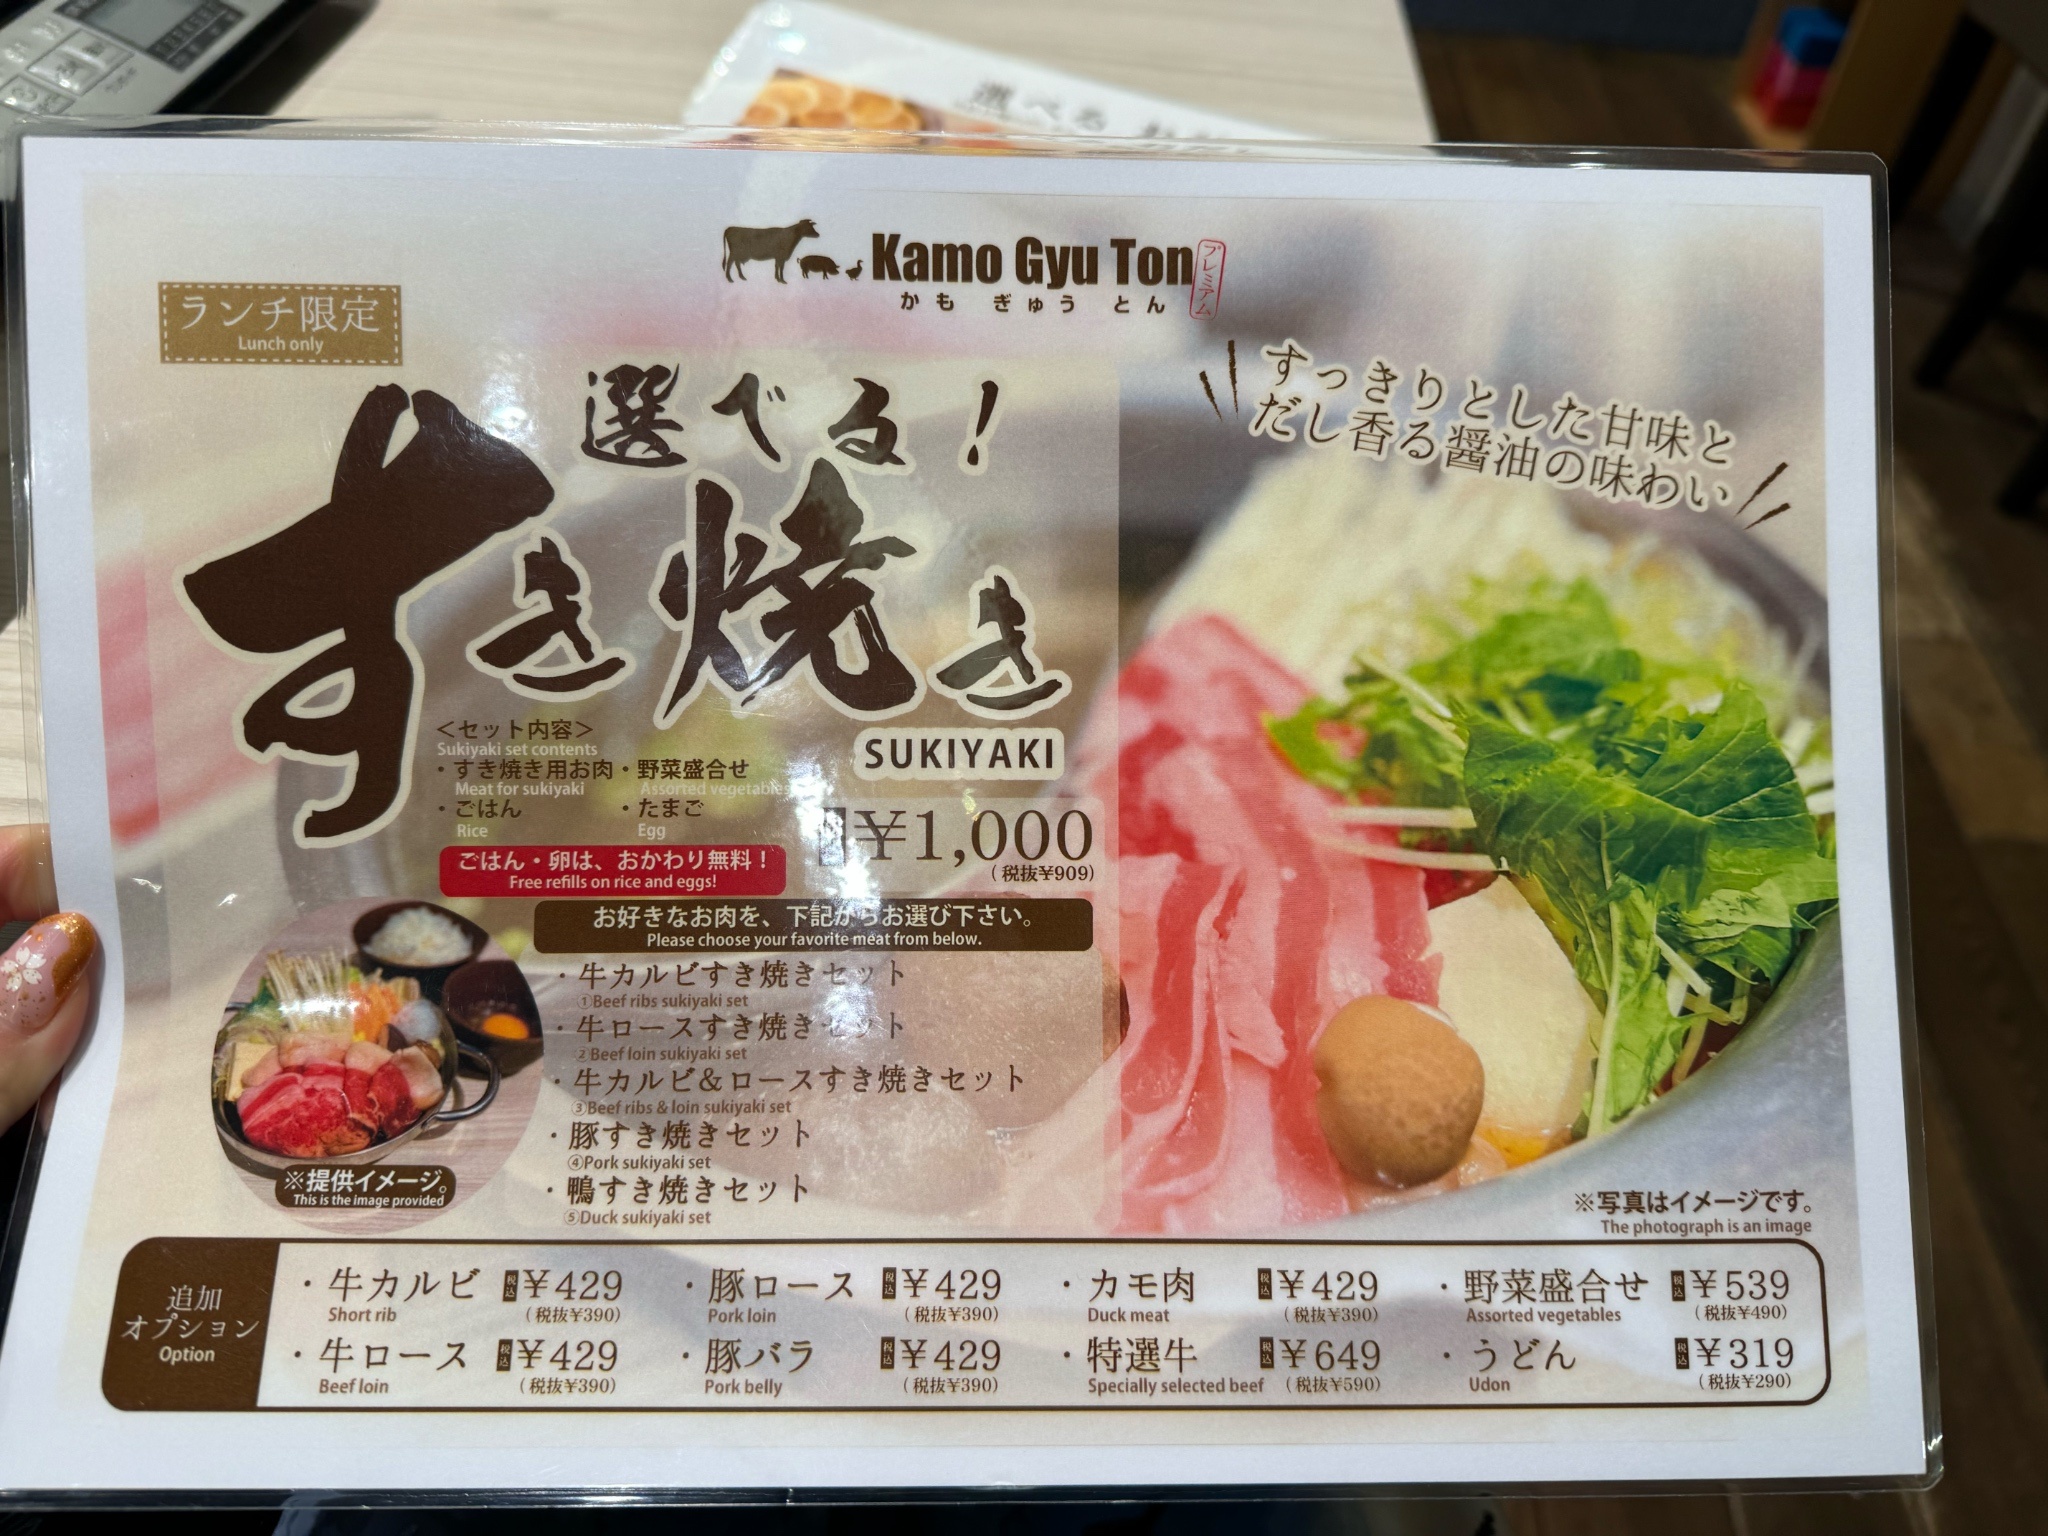 選べる
Kamo Gyu Ton
プレミアム
かも ぎゅう とん
ランチ限定
Lunch only
すっきりとした甘味と
だし香る醤油の味わい
選べる！
すき焼き
SUKIYAKI
＜セット内容＞
Sukiyaki set contents
・すき焼き用お肉・野菜盛合せ
Meat for sukiyaki Assorted vegetables
・ごはん ・たまご
Rice Egg
¥1,000
(税抜¥909)
ごはん・卵は、おかわり無料！
Free refills on rice and eggs!
お好きなお肉を、下記からお選び下さい。
Please choose your favorite meat from below.
・牛カルビすき焼きセット
①Beef ribs sukiyaki set
・牛ロースすき焼きセット
②Beef loin sukiyaki set
・牛カルビ＆ロースすき焼きセット
③Beef ribs & loin sukiyaki set
・豚すき焼きセット
④Pork sukiyaki set
・鴨すき焼きセット
⑤Duck sukiyaki set
※提供イメージ。
This is the image provided
※写真はイメージです。
The photograph is an image
追加
オプション
Option
・牛カルビ 税込¥429
Short rib (税抜¥390)
・豚ロース 税込¥429
Pork loin (税抜¥390)
・カモ肉 税込¥429
Duck meat (税抜¥390)
・野菜盛合せ 税込¥539
Assorted vegetables (税抜¥490)
・牛ロース 税込¥429
Beef loin (税抜¥390)
・豚バラ 税込¥429
Pork belly (税抜¥390)
・特選牛 税込¥649
Specially selected beef (税抜¥590)
・うどん 税込¥319
Udon (税抜¥290)